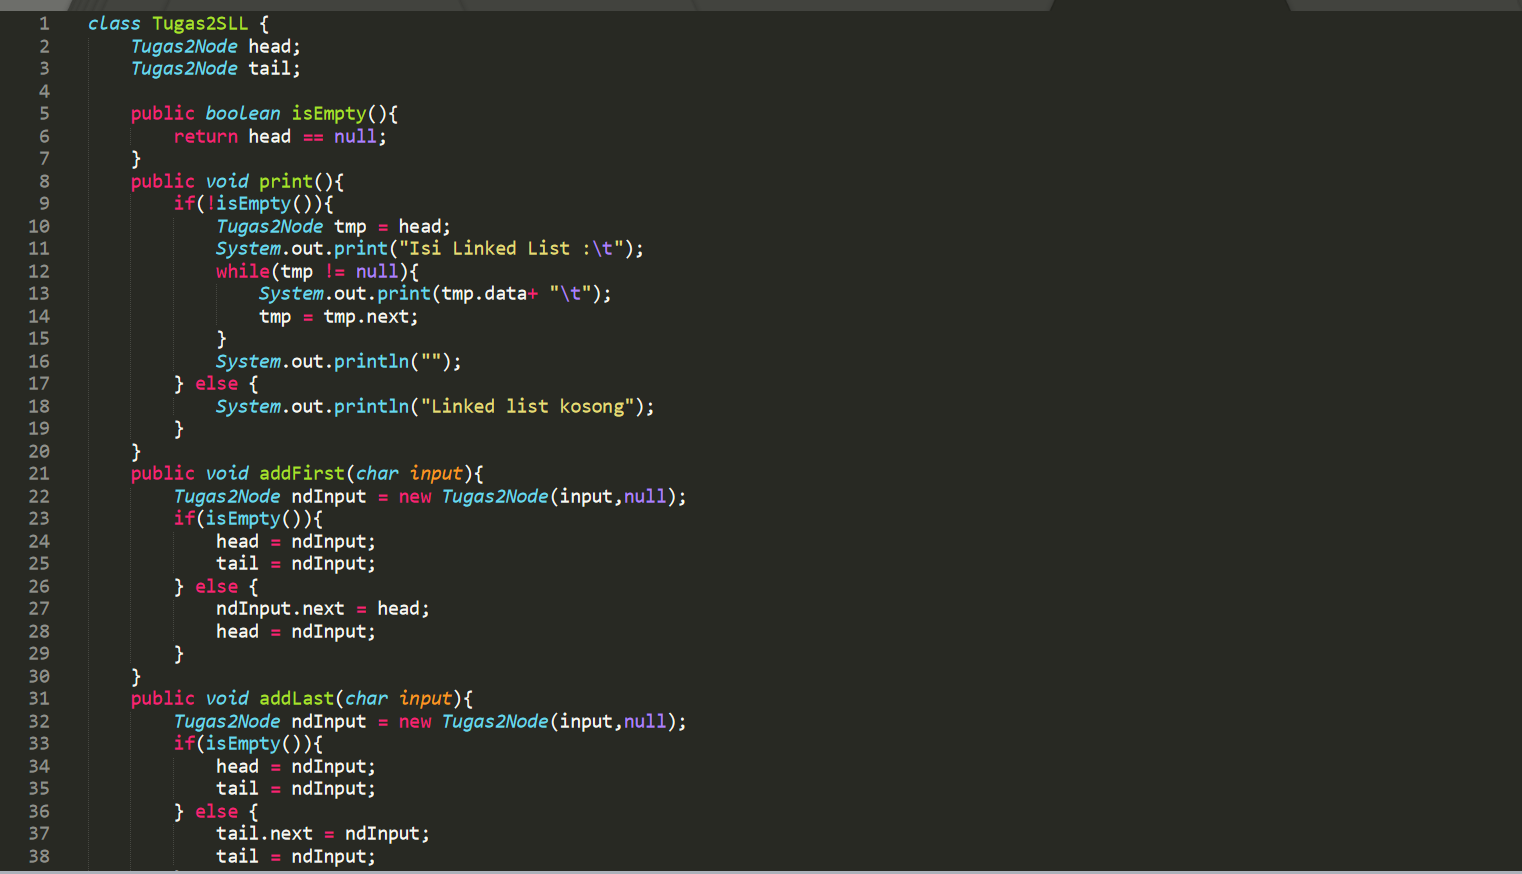 1 class Tugas2SLL {
2 Tugas2Node head;
3 Tugas2Node tail;
4
5 public boolean isEmpty(){
6 return head == null;
7 }
8 public void print(){
9 if(!isEmpty()){
10 Tugas2Node tmp = head;
11 System.out.print("Isi Linked List :\t");
12 while(tmp != null){
13 System.out.print(tmp.data+ "\t");
14 tmp = tmp.next;
15 }
16 System.out.println("");
17 } else {
18 System.out.println("Linked list kosong");
19 }
20 }
21 public void addFirst(char input){
22 Tugas2Node ndInput = new Tugas2Node(input,null);
23 if(isEmpty()){
24 head = ndInput;
25 tail = ndInput;
26 } else {
27 ndInput.next = head;
28 head = ndInput;
29 }
30 }
31 public void addLast(char input){
32 Tugas2Node ndInput = new Tugas2Node(input,null);
33 if(isEmpty()){
34 head = ndInput;
35 tail = ndInput;
36 } else {
37 tail.next = ndInput;
38 tail = ndInput;